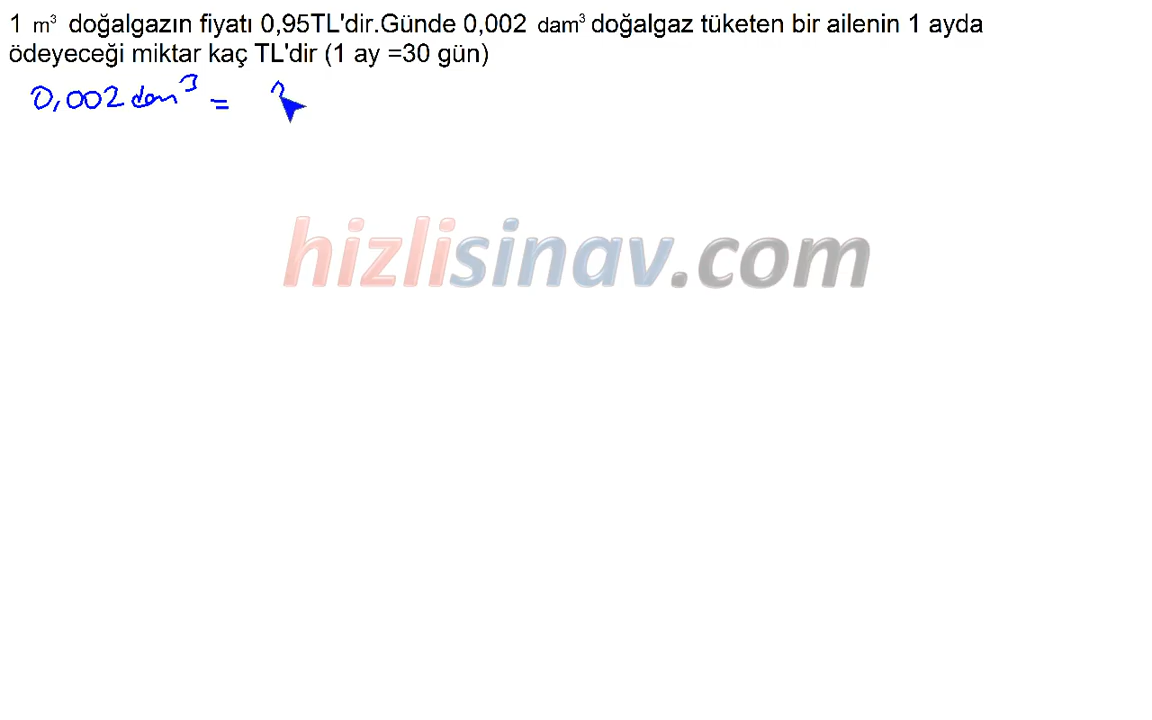 1 m³ doğalgazın fiyatı 0,95TL'dir.Günde 0,002 dam³ doğalgaz tüketen bir ailenin 1 ayda
ödeyeceği miktar kaç TL'dir (1 ay =30 gün)
0,002 dam³ =
hizlisinav.com